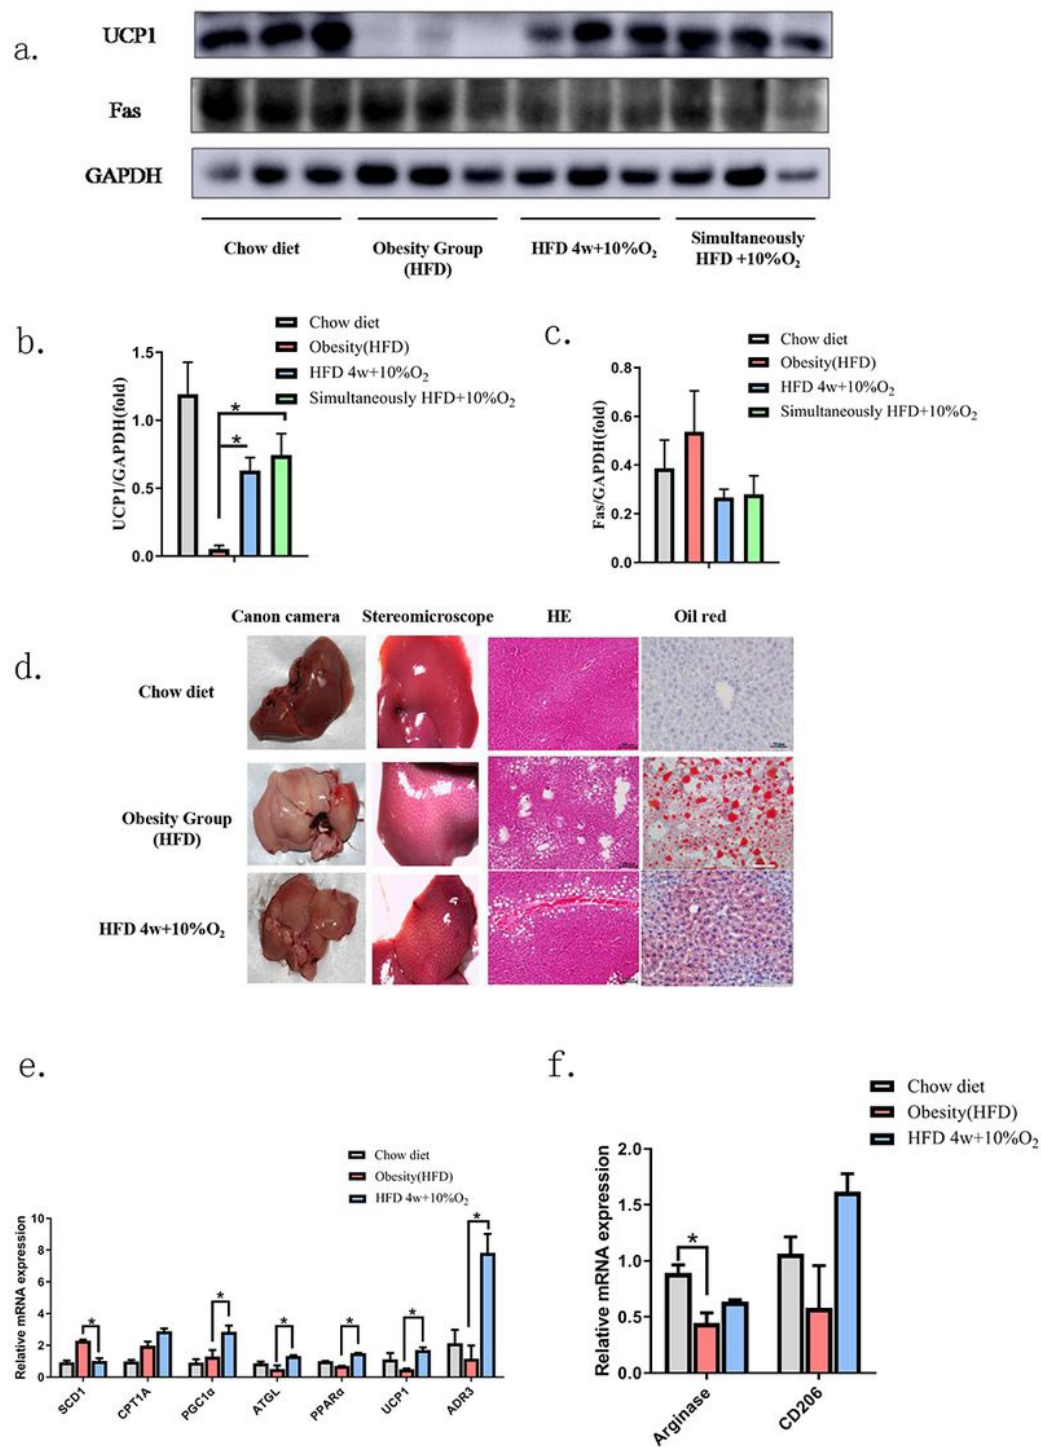 a.
UCP1
Fas
GAPDH
Chow diet
Obesity Group
(HFD)
HFD 4w+10%O₂
Simultaneously
HFD +10%O₂
b.
Chow diet
Obesity(HFD)
HFD 4w+10%O₂
Simultaneously HFD+10%O₂
UCP1/GAPDH(fold)
1.5
1.0
0.5
0.0
*
*
c.
Chow diet
Obesity(HFD)
HFD 4w+10%O₂
Simultaneously HFD+10%O₂
Fas/GAPDH(fold)
0.8
0.6
0.4
0.2
0.0
d.
Canon camera Stereomicroscope HE Oil red
Chow diet
Obesity Group
(HFD)
HFD 4w+10%O₂
e.
Chow diet
Obesity(HFD)
HFD 4w+10%O₂
Relative mRNA expression
10
8
6
4
2
0
* * * * * *
SCD1 CPT1A PGC1α ATGL PPARα UCP1 ADR3
f.
Chow diet
Obesity(HFD)
HFD 4w+10%O₂
Relative mRNA expression
2.0
1.5
1.0
0.5
0.0
*
Arginase CD206